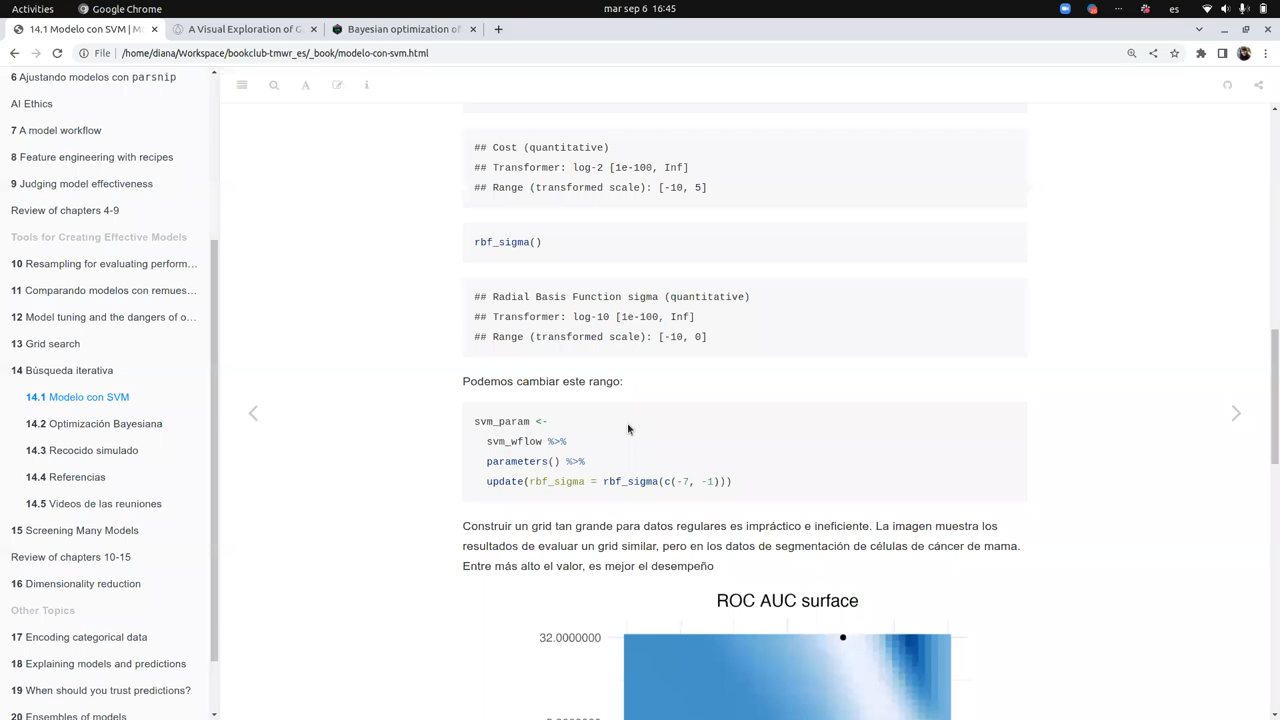 Activities
Google Chrome
mar sep 6 16:45
es
14.1 Modelo con SVM | M
A Visual Exploration of G
Bayesian optimization of
File
/home/diana/Workspace/bookclub-tmwr_es/_book/modelo-con-svm.html
6 Ajustando modelos con parsnip
AI Ethics
7 A model workflow
8 Feature engineering with recipes
9 Judging model effectiveness
Review of chapters 4-9
Tools for Creating Effective Models
10 Resampling for evaluating perform…
11 Comparando modelos con remues…
12 Model tuning and the dangers of o…
13 Grid search
14 Búsqueda iterativa
14.1 Modelo con SVM
14.2 Optimización Bayesiana
14.3 Recocido simulado
14.4 Referencias
14.5 Videos de las reuniones
15 Screening Many Models
Review of chapters 10-15
16 Dimensionality reduction
Other Topics
17 Encoding categorical data
18 Explaining models and predictions
19 When should you trust predictions?
20 Ensembles of models
## Cost (quantitative)
## Transformer: log-2 [1e-100, Inf]
## Range (transformed scale): [-10, 5]
rbf_sigma()
## Radial Basis Function sigma (quantitative)
## Transformer: log-10 [1e-100, Inf]
## Range (transformed scale): [-10, 0]
Podemos cambiar este rango:
svm_param <-
svm_wflow %>%
parameters() %>%
update(rbf_sigma = rbf_sigma(c(-7, -1)))
Construir un grid tan grande para datos regulares es impráctico e ineficiente. La imagen muestra los
resultados de evaluar un grid similar, pero en los datos de segmentación de células de cáncer de mama.
Entre más alto el valor, es mejor el desempeño
ROC AUC surface
32.0000000